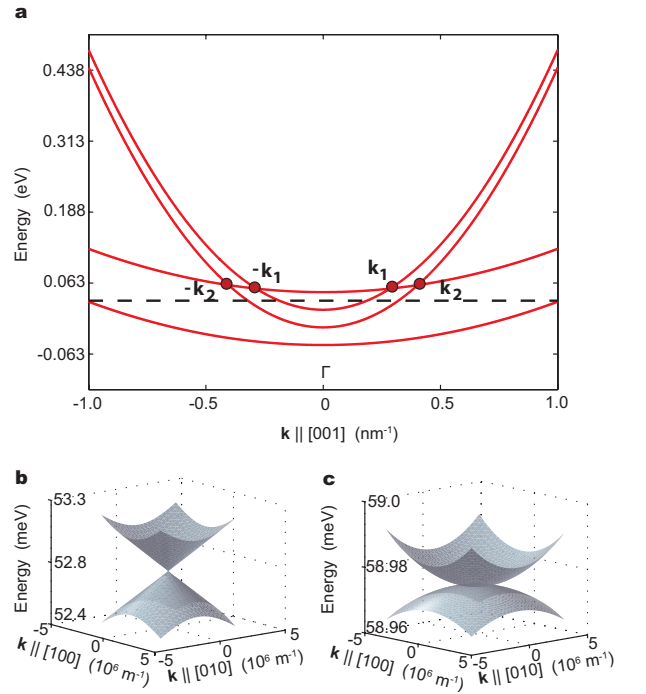 a
Energy (eV)
0.438
0.313
0.188
0.063
-0.063
-k₂
-k₁
k₁
k₂
Γ
-1.0 -0.5 0 0.5 1.0
k || [001] (nm⁻¹)
b
Energy (meV)
53.3
52.8
52.4
-5 0 5
k || [100] (10⁶ m⁻¹)
-5 0 5
k || [010] (10⁶ m⁻¹)
c
Energy (meV)
59.0
58.98
58.96
-5 0 5
k || [100] (10⁶ m⁻¹)
-5 0 5
k || [010] (10⁶ m⁻¹)